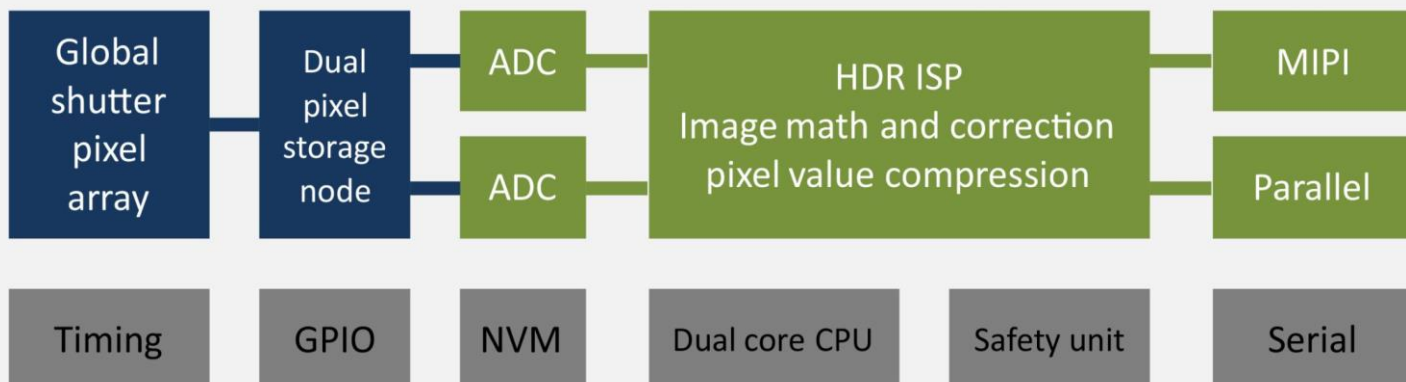 Global
shutter
pixel
array
Dual
pixel
storage
node
ADC
ADC
HDR ISP
Image math and correction
pixel value compression
MIPI
Parallel
Timing
GPIO
NVM
Dual core CPU
Safety unit
Serial